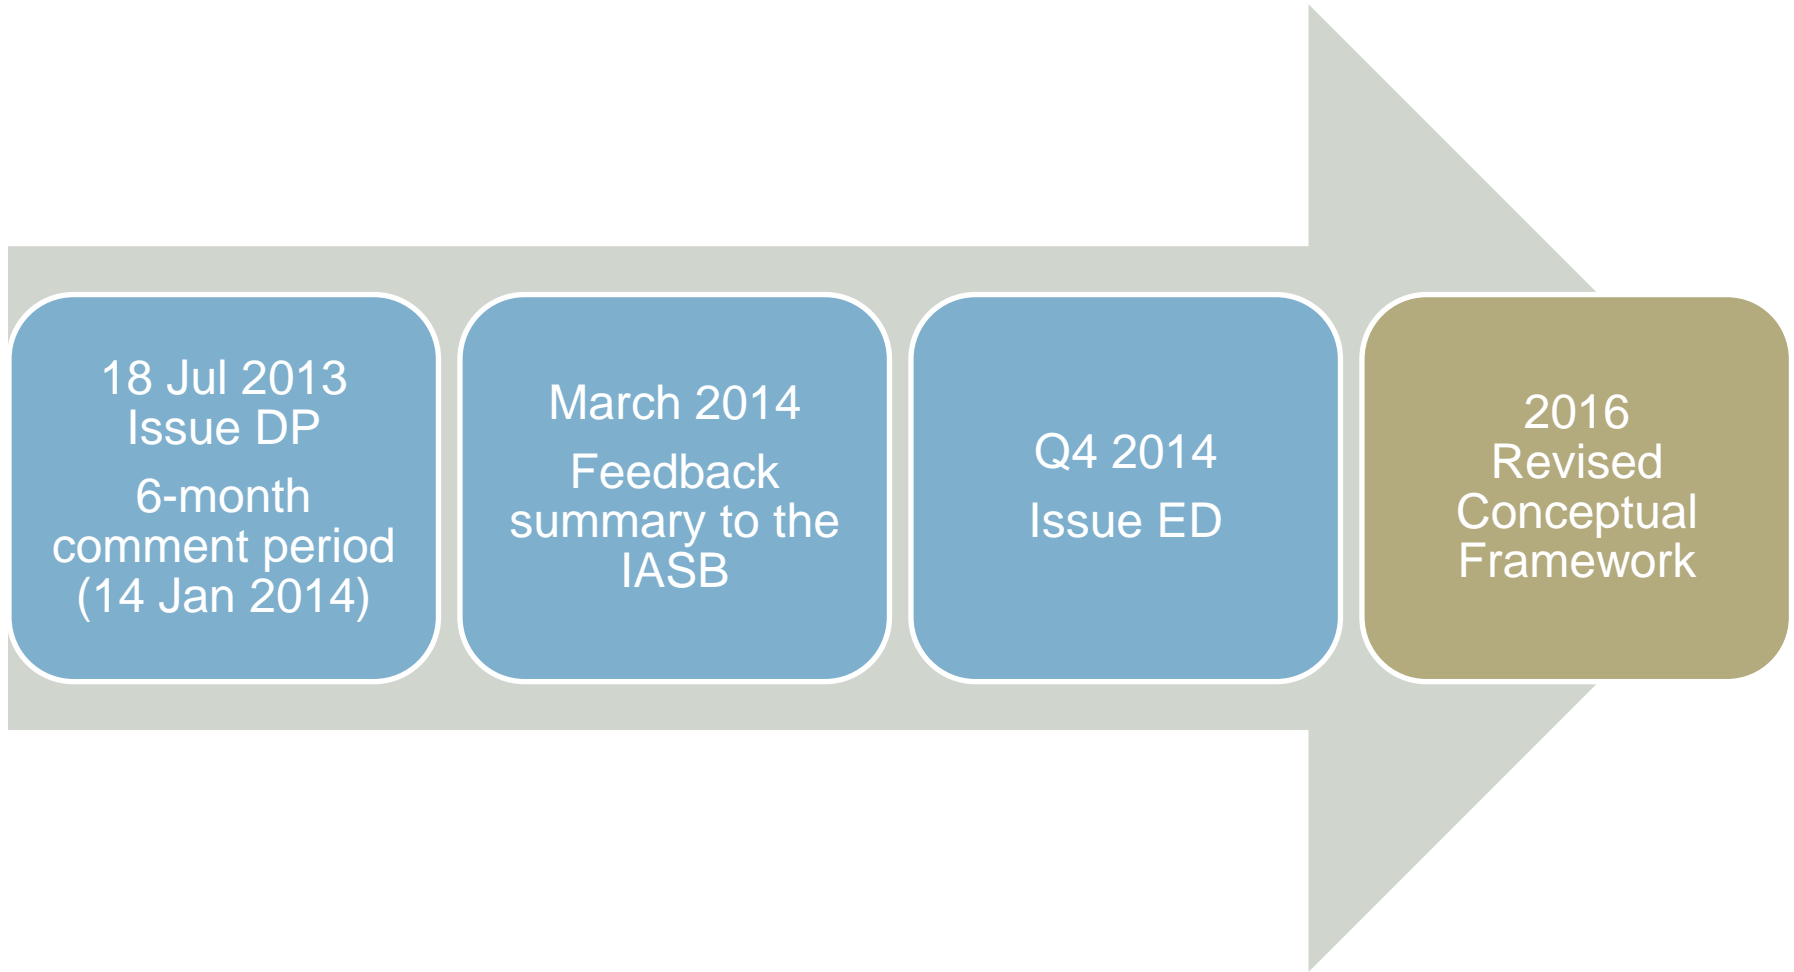 18 Jul 2013
Issue DP
6-month
comment period
(14 Jan 2014)
March 2014
Feedback
summary to the
IASB
Q4 2014
Issue ED
2016
Revised
Conceptual
Framework